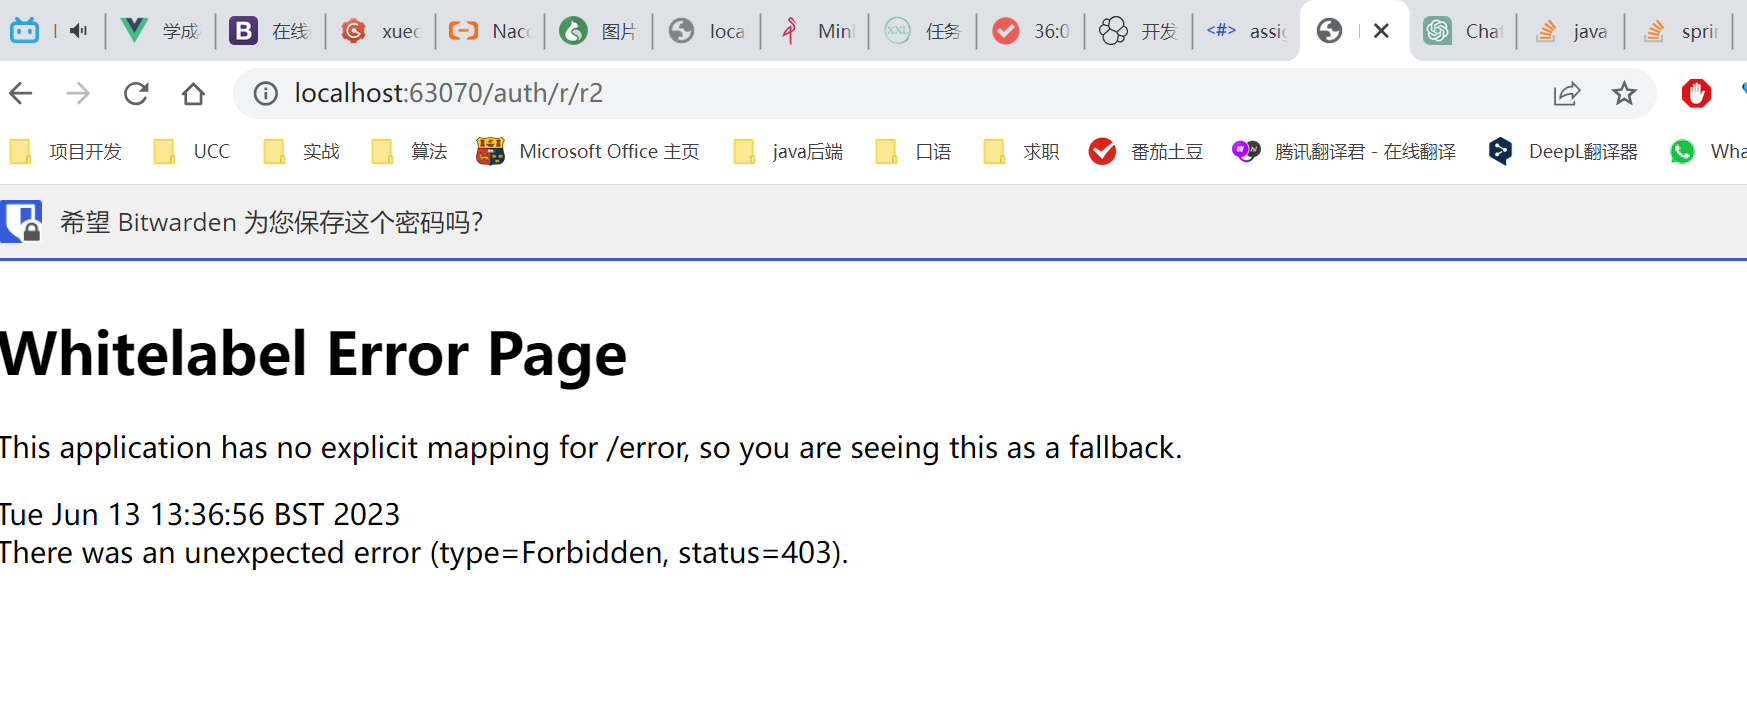 学成 在线 xuec Nacc 图片 loca Minl 任务 36:0 开发 <#> assig Chat java sprin
localhost:63070/auth/r/r2
项目开发 UCC 实战 算法 Microsoft Office 主页 java后端 口语 求职 番茄土豆 腾讯翻译君 - 在线翻译 DeepL翻译器 Wha
希望 Bitwarden 为您保存这个密码吗？
Whitelabel Error Page
This application has no explicit mapping for /error, so you are seeing this as a fallback.
Tue Jun 13 13:36:56 BST 2023
There was an unexpected error (type=Forbidden, status=403).